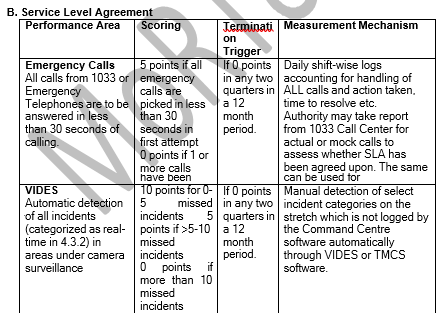 B. Service Level Agreement
Performance Area
Scoring
Terminati
on
Trigger
Measurement Mechanism
Emergency Calls
All calls from 1033 or
Emergency
Telephones are to be
answered in less
than 30 seconds of
calling.
5 points if all
emergency
calls are
picked in less
than 30
seconds in
first attempt
0 points if 1 or
more calls
have been
If 0 points
in any two
quarters in
a 12
month
period.
Daily shift-wise logs
accounting for handling of
ALL calls and action taken,
time to resolve etc.
Authority may take report
from 1033 Call Center for
actual or mock calls to
assess whether SLA has
been agreed upon. The same
can be used for
VIDES
Automatic detection
of all incidents
(categorized as real-
time in 4.3.2) in
areas under camera
surveillance
10 points for 0-
5 missed
incidents 5
points if >5-10
missed
incidents
0 points if
more than 10
missed
incidents
If 0 points
in any two
quarters in
a 12
month
period.
Manual detection of select
incident categories on the
stretch which is not logged by
the Command Centre
software automatically
through VIDES or TMCS
software.
MoRTH